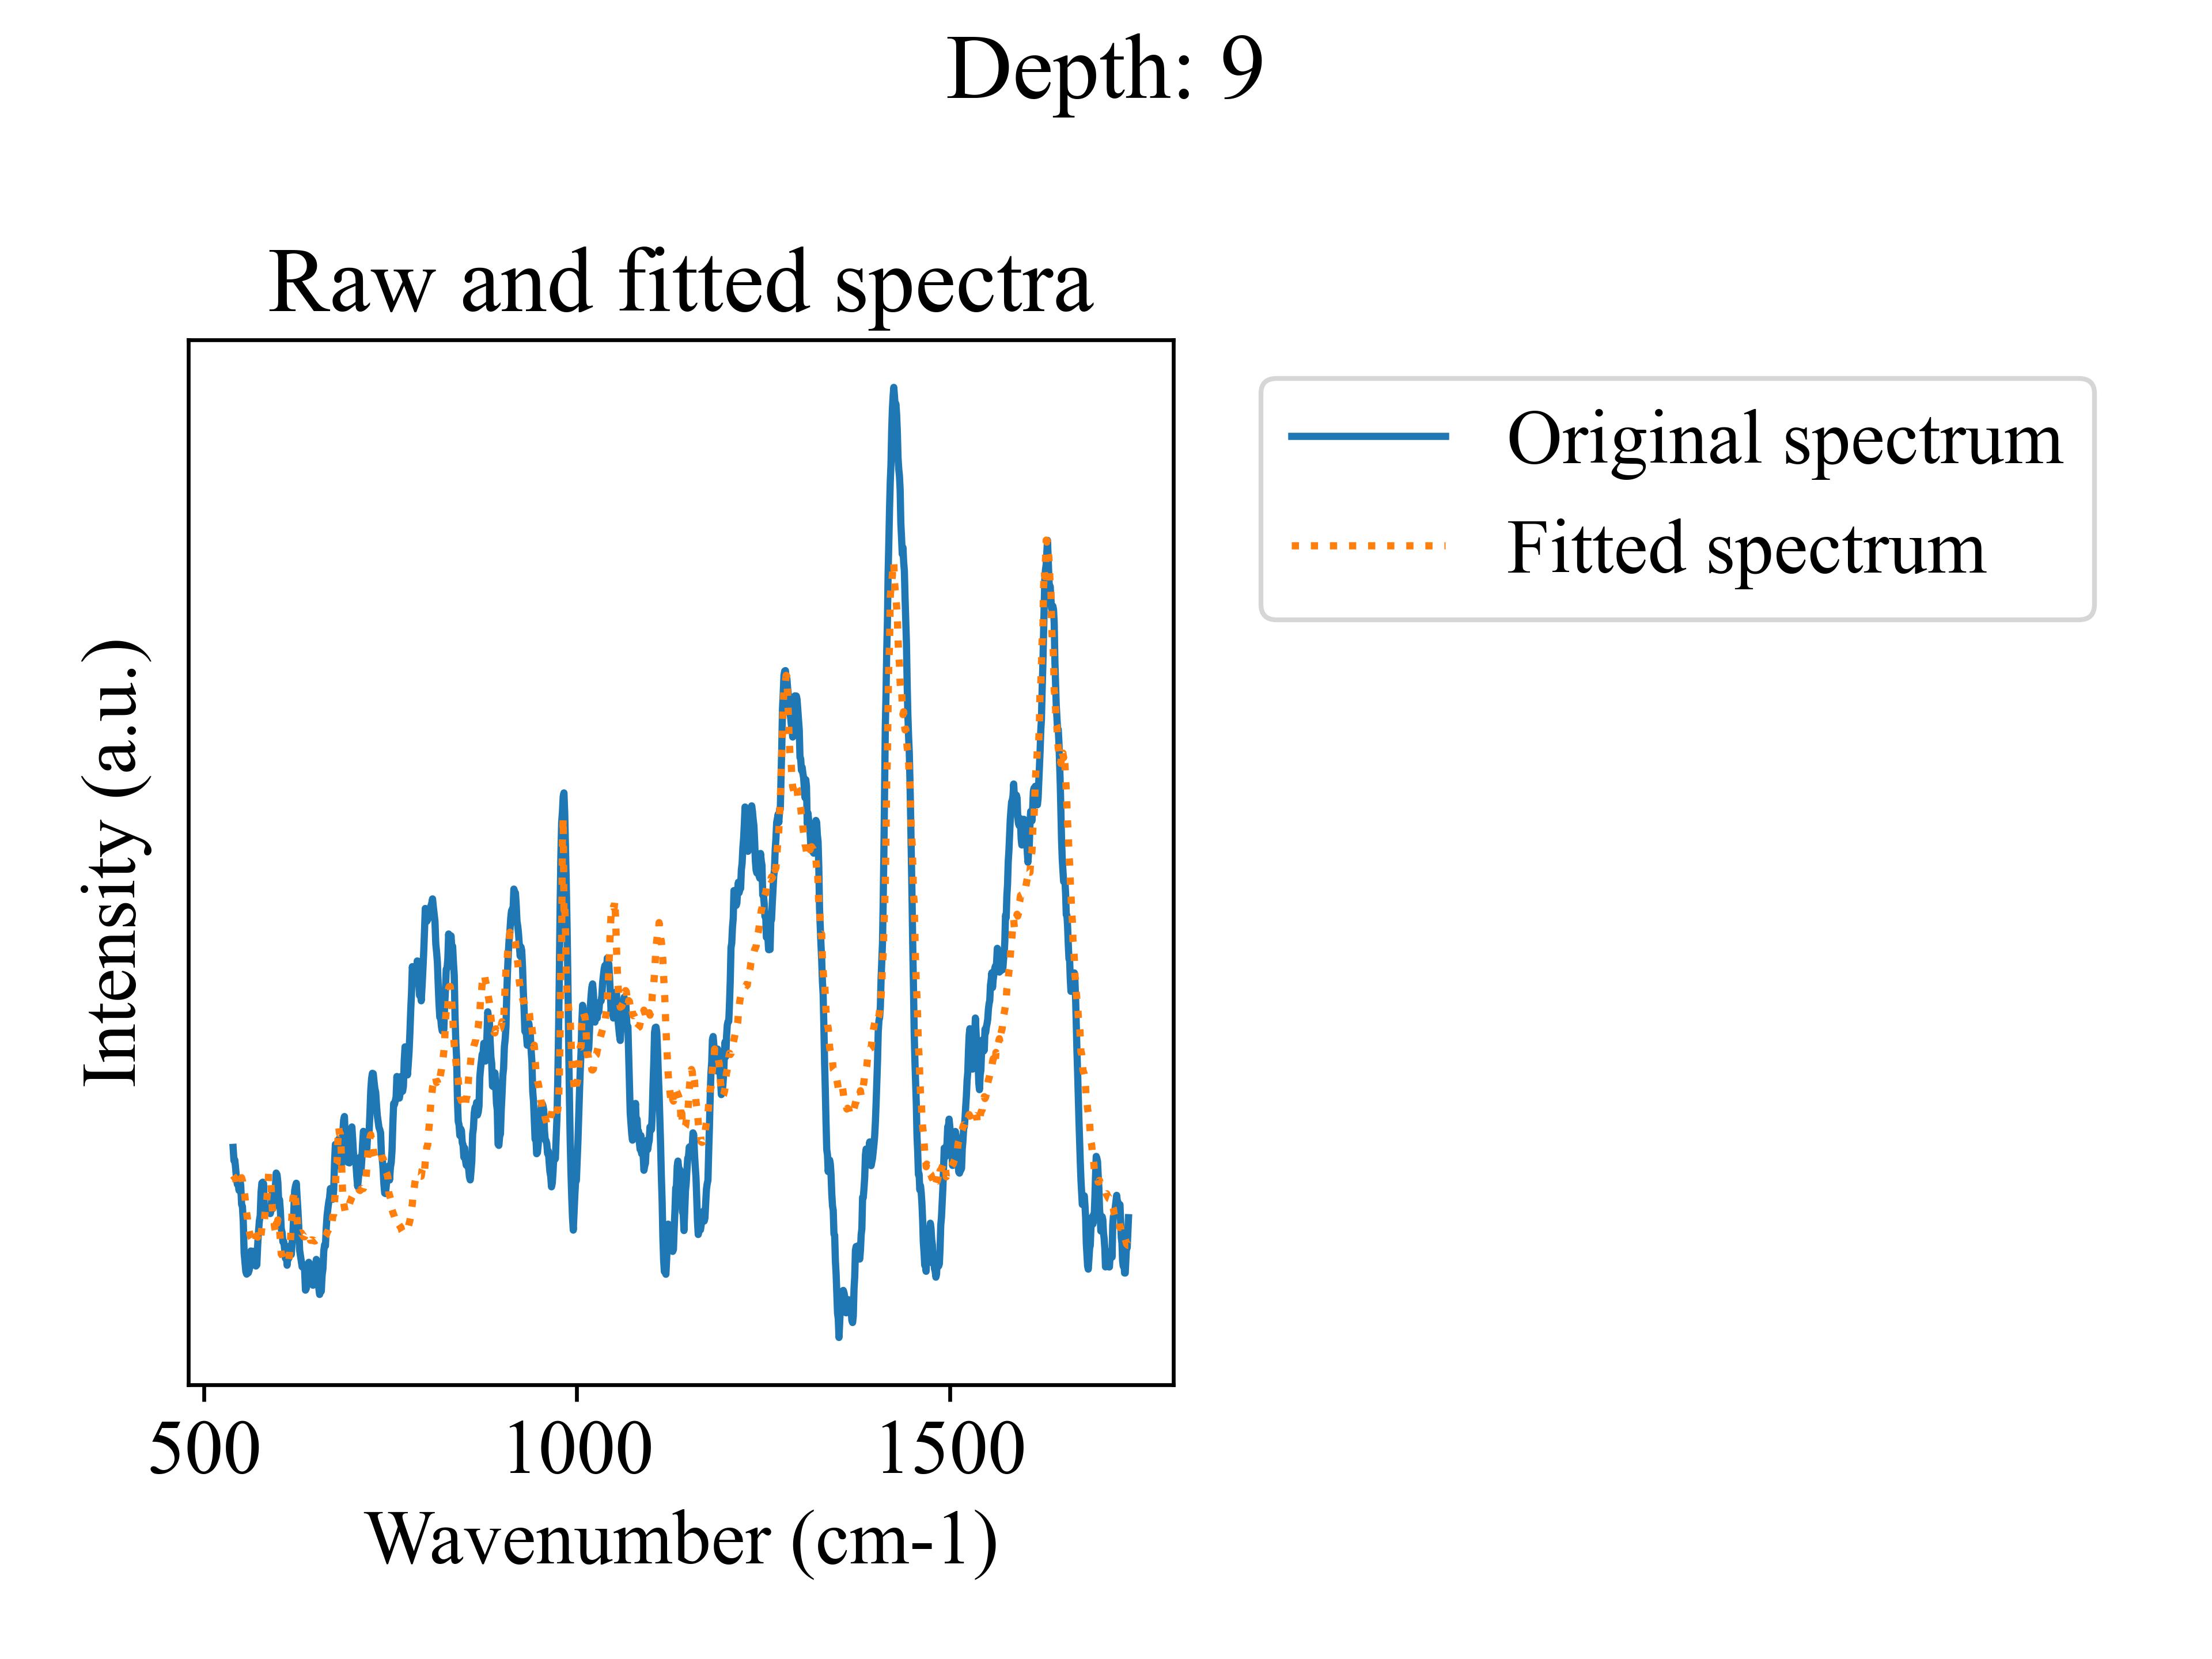 Depth: 9
Raw and fitted spectra
Original spectrum
Fitted spectrum
Intensity (a.u.)
500
1000
1500
Wavenumber (cm-1)